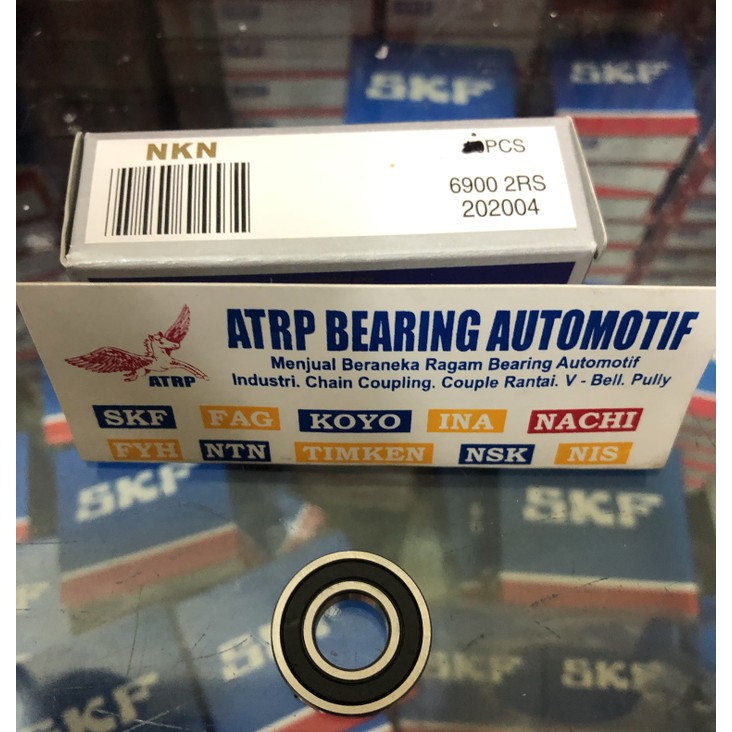 SKF
SKF
NKN
PCS
6900 2RS
202004
ATRP BEARING AUTOMOTIF
Menjual Beraneka Ragam Bearing Automotif
Industri. Chain Coupling. Couple Rantai. V - Bell. Pully
ATRP
SKF FAG KOYO INA NACHI
FYH NTN TIMKEN NSK NIS
SKF
SKF
SKF
SKF
SKF